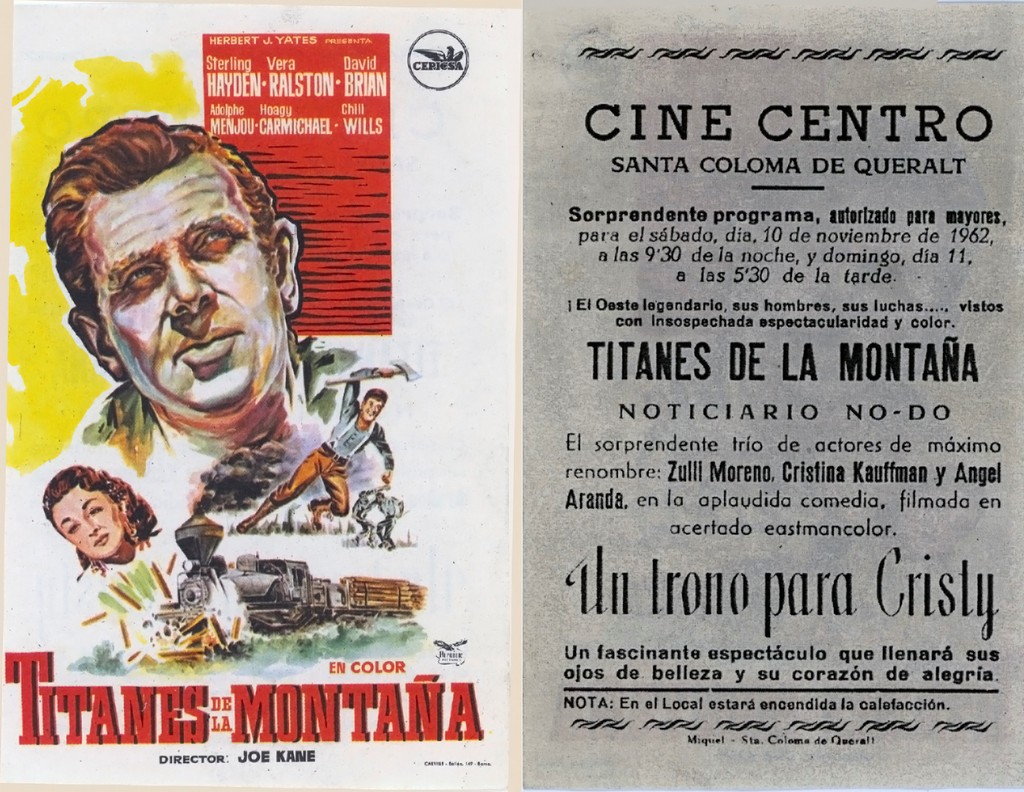 HERBERT J. YATES PRESENTA
Sterling Vera David
HAYDEN·RALSTON·BRIAN
Adolphe Hoagy Chill
MENJOU·CARMICHAEL·WILLS
CEPICSA
EN COLOR
TITANES DE LA MONTAÑA
DIRECTOR: JOE KANE
CINE CENTRO
SANTA COLOMA DE QUERALT
Sorprendente programa, autorizado para mayores,
para el sábado, día, 10 de noviembre de 1962,
a las 9'30 de la noche, y domingo, día 11,
a las 5'30 de la tarde.
¡El Oeste legendario, sus hombres, sus luchas...., vistos
con insospechada espectacularidad y color.
TITANES DE LA MONTAÑA
NOTICIARIO NO-DO
El sorprendente trío de actores de máximo
renombre: Zulli Moreno, Cristina Kauffman y Angel
Aranda, en la aplaudida comedia, filmada en
acertado eastmancolor.
Un trono para Cristy
Un fascinante espectáculo que llenará sus
ojos de belleza y su corazón de alegría.
NOTA: En el Local estará encendida la calefacción.
Miquel - Sta. Coloma de Queralt